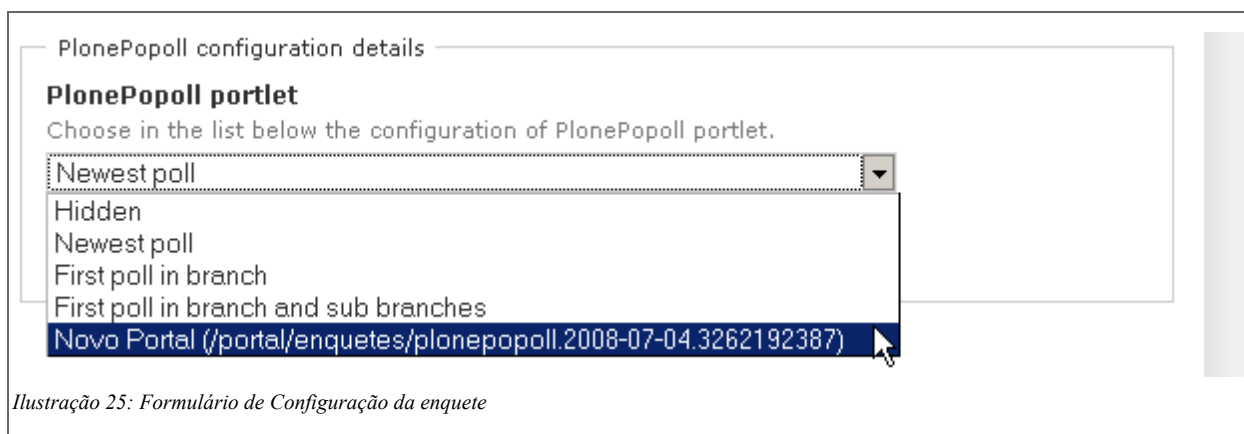 PlonePopoll configuration details
PlonePopoll portlet
Choose in the list below the configuration of PlonePopoll portlet.
Newest poll
Hidden
Newest poll
First poll in branch
First poll in branch and sub branches
Novo Portal (/portal/enquetes/plonepopoll.2008-07-04.3262192387)
Ilustração 25: Formulário de Configuração da enquete